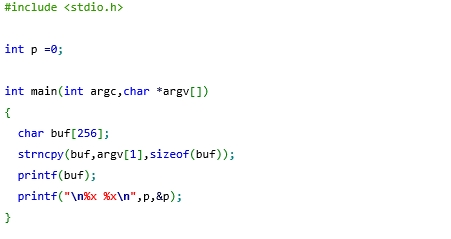 #include <stdio.h>
int p =0;
int main(int argc,char *argv[])
{
char buf[256];
strncpy(buf,argv[1],sizeof(buf));
printf(buf);
printf("\n%x %x\n",p,&p);
}